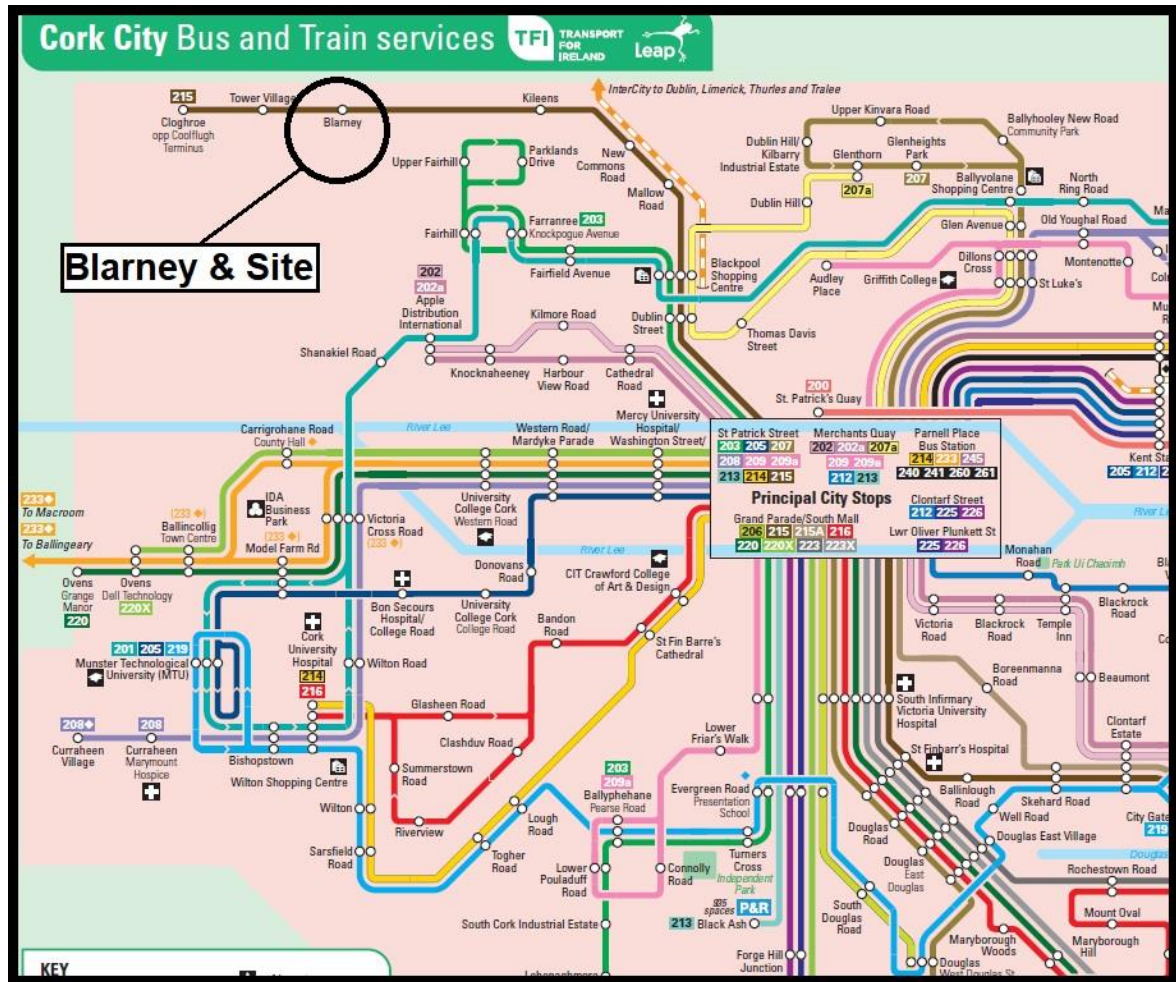 Cork City Bus and Train services
TFI
TRANSPORT
FOR
IRELAND
Leap
InterCity to Dublin, Limerick, Thurles and Tralee
215
Cloghroe
opp Coolflugh
Terminus
Tower Village
Blarney
Kileens
Blarney & Site
Upper Fairhill
Parklands
Drive
New
Commons
Road
Mallow
Road
Farranree 203
Knockpogue Avenue
Fairhill
Fairfield Avenue
Blackpool
Shopping
Centre
Dublin Hill/
Kilbarry
Industrial Estate
Upper Kinvara Road
Glenthorn
207a
Glenheights
Park
207
Ballyhooley New Road
Community Park
Ballyvolane
Shopping Centre
North
Ring Road
Dublin Hill
Glen Avenue
Old Youghal Road
Audley
Place
Griffith College
Dillons
Cross
St Luke's
Montenotte
202
202a
Apple
Distribution
International
Kilmore Road
Dublin
Street
Thomas Davis
Street
Shanakiel Road
Knocknaheeney
Harbour
View Road
Cathedral
Road
200
St. Patrick's Quay
Mercy University
Hospital/
Washington Street/
Carrigrohane Road
County Hall
River Lee
Western Road/
Mardyke Parade
River Lee
St Patrick Street
203 205 207
208 209 209a
213 214 215
Merchants Quay
202 202a 207a
209 209a
212 213
Parnell Place
Bus Station
214 233 245
240 241 260 261
Principal City Stops
Clontarf Street
212 225 226
Grand Parade/South Mall
206 215 215A 216
220 220X 223 223X
Lwr Oliver Plunkett St
225 226
Kent Sta
205 212
233
To Macroom
233
To Ballingeary
(233)
Ballincollig
Town Centre
IDA
Business
Park
(233)
Model Farm Rd
Victoria
Cross Road
(233)
University
College Cork
Western Road
River Lee
Ovens
Grange
Manor
220
Ovens
Dell Technology
220X
Donovans
Road
CIT Crawford College
of Art & Design
Monahan
Road
Park Uí Chaoimh
Blackrock
Road
Bon Secours
Hospital/
College Road
University
College Cork
College Road
Bandon
Road
St Fin Barre's
Cathedral
Victoria
Road
Blackrock
Road
Temple
Inn
201 205 219
Munster Technological
University (MTU)
Cork
University
Hospital
214
216
Wilton Road
Boreenmanna
Road
Beaumont
South Infirmary
Victoria University
Hospital
208
Curraheen
Village
208
Curraheen
Marymount
Hospice
Bishopstown
Wilton Shopping Centre
Glasheen Road
Clashduv Road
Summerstown
Road
Riverview
Lower
Friar's Walk
St Finbarr's Hospital
Clontarf
Estate
Wilton
Sarsfield
Road
Togher
Road
Lough
Road
203
209a
Ballyphehane
Pearse Road
Evergreen Road
Presentation
School
Ballinlough
Road
Skehard Road
Well Road
City Gate
219
Douglas
Road
Douglas East Village
Lower
Pouladuff
Road
Connolly
Road
Turners
Cross
Independent
Park
Douglas
East
Douglas
Rochestown Road
935
spaces
P&R
213 Black Ash
South
Douglas
Road
Mount Oval
South Cork Industrial Estate
Maryborough
Woods
Maryborough
Hill
Forge Hill
Junction
Douglas
West Douglas St
KEY